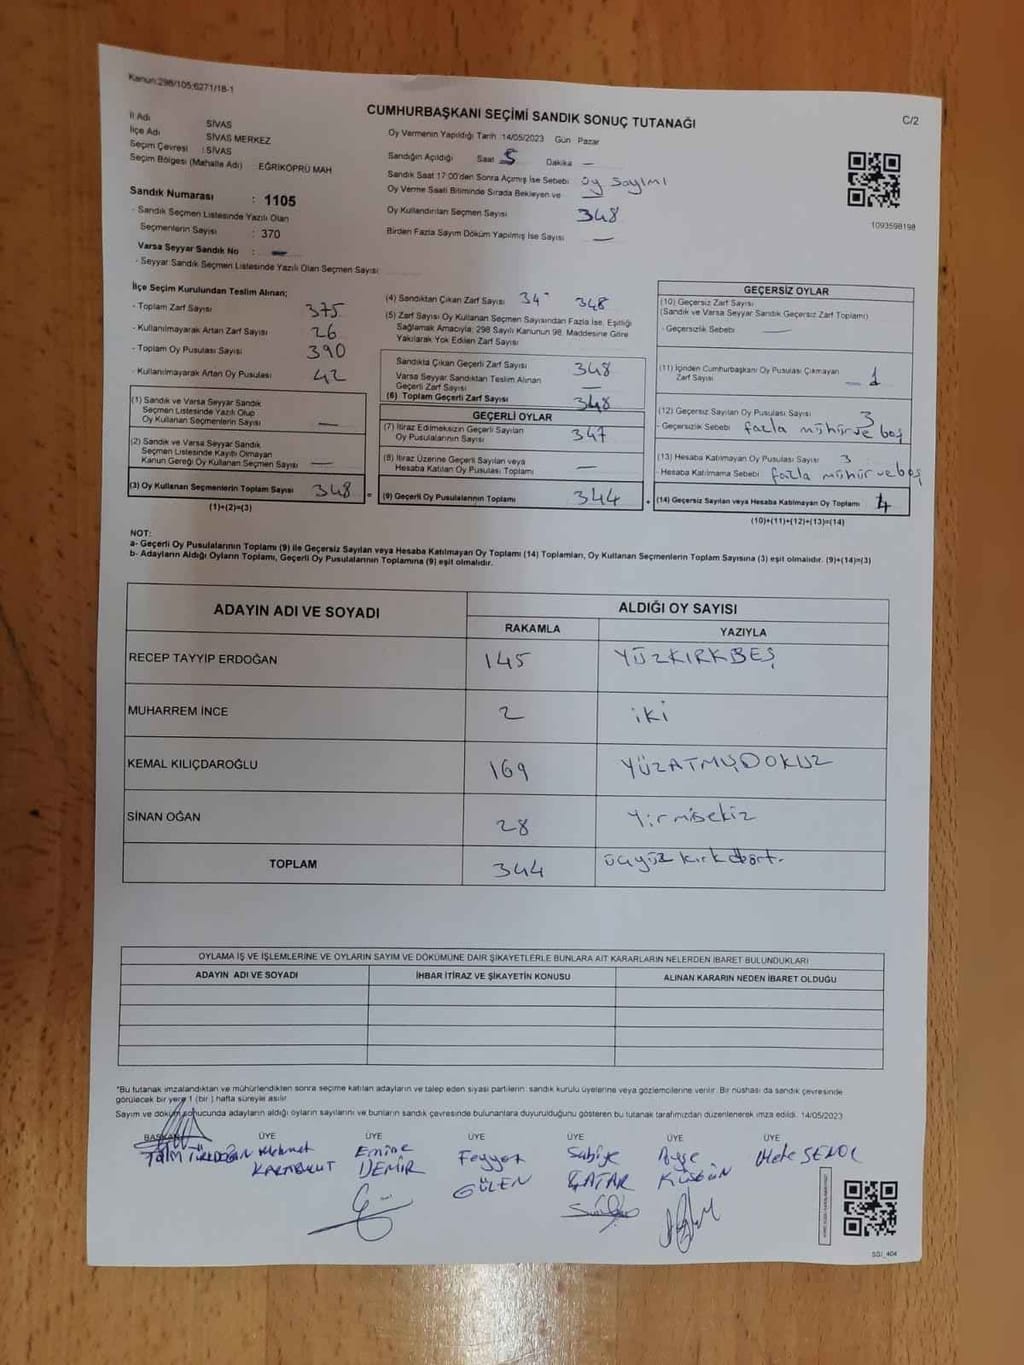 Kanun:298/105;6271/18-1
CUMHURBAŞKANI SEÇİMİ SANDIK SONUÇ TUTANAĞI
C/2
İl Adı SİVAS
İlçe Adı SİVAS MERKEZ
Seçim Çevresi : SİVAS
Seçim Bölgesi (Mahalle Adı) EĞRİKÖPRÜ MAH
Sandık Numarası : 1105
- Sandık Seçmen Listesinde Yazılı Olan
Seçmenlerin Sayısı : 370
Varsa Seyyar Sandık No : —
- Seyyar Sandık Seçmen Listesinde Yazılı Olan Seçmen Sayısı
Oy Vermenin Yapıldığı Tarih :14/05/2023 Gün Pazar
Sandığın Açıldığı Saat 5 Dakika —
Sandık Saat 17:00'den Sonra Açımış İse Sebebi oy sayımı
Oy Verme Saati Bitiminde Sırada Bekleyen ve
Oy Kullandırılan Seçmen Sayısı 348
Birden Fazla Sayım Döküm Yapılmış İse Sayısı —
1093598198
İlçe Seçim Kurulundan Teslim Alınan;
- Toplam Zarf Sayısı 375
- Kullanılmayarak Artan Zarf Sayısı 26
- Toplam Oy Pusulası Sayısı 390
- Kullanılmayarak Artan Oy Pusulası 42
(1) Sandık ve Varsa Seyyar Sandık
Seçmen Listesinde Yazılı Olup
Oy Kullanan Seçmenlerin Sayısı —
(2) Sandık ve Varsa Seyyar Sandık
Seçmen Listesinde Kayıtlı Olmayan
Kanun Gereği Oy Kullanan Seçmen Sayısı —
(3) Oy Kullanan Seçmenlerin Toplam Sayısı 348
(1)+(2)=(3)
(4) Sandıktan Çıkan Zarf Sayısı 34 348
(5) Zarf Sayısı Oy Kullanan Seçmen Sayısından Fazla İse, Eşitliği
Sağlamak Amacıyla; 298 Sayılı Kanunun 98. Maddesine Göre
Yakılarak Yok Edilen Zarf Sayısı
Sandıkta Çıkan Geçerli Zarf Sayısı 348
Varsa Seyyar Sandıktan Teslim Alınan
Geçerli Zarf Sayısı —
(6) Toplam Geçerli Zarf Sayısı 348
GEÇERLİ OYLAR
(7) İtiraz Edilmeksizin Geçerli Sayılan
Oy Pusulalarının Sayısı 347
(8) İtiraz Üzerine Geçerli Sayılan veya
Hesaba Katılan Oy Pusulası Toplamı —
(9) Geçerli Oy Pusulalarının Toplamı 344
GEÇERSİZ OYLAR
(10) Geçersiz Zarf Sayısı
(Sandık ve Varsa Seyyar Sandık Geçersiz Zarf Toplamı)
- Geçersizlik Sebebi —
(11) İçinden Cumhurbaşkanı Oy Pusulası Çıkmayan
Zarf Sayısı — 1
(12) Geçersiz Sayılan Oy Pusulası Sayısı 3
- Geçersizlik Sebebi fazla mühür ve boş
(13) Hesaba Katılmayan Oy Pusulası Sayısı 3
- Hesaba Katılmama Sebebi fazla mühür ve boş
(14) Geçersiz Sayılan veya Hesaba Katılmayan Oy Toplamı 4
(10)+(11)+(12)+(13)=(14)
NOT:
a- Geçerli Oy Pusulalarının Toplamı (9) ile Geçersiz Sayılan veya Hesaba Katılmayan Oy Toplamı (14) Toplamları, Oy Kullanan Seçmenlerin Toplam Sayısına (3) eşit olmalıdır. (9)+(14)=(3)
b- Adayların Aldığı Oyların Toplamı, Geçerli Oy Pusulalarının Toplamına (9) eşit olmalıdır.
ADAYIN ADI VE SOYADI
ALDIĞI OY SAYISI
RAKAMLA YAZIYLA
RECEP TAYYİP ERDOĞAN 145 YÜZKIRKBEŞ
MUHARREM İNCE 2 iki
KEMAL KILIÇDAROĞLU 169 YÜZATMIŞDOKUZ
SİNAN OĞAN 28 Yirmisekiz
TOPLAM 344 üçyüz kırk dört.
OYLAMA İŞ VE İŞLEMLERİNE VE OYLARIN SAYIM VE DÖKÜMÜNE DAİR ŞİKAYETLERLE BUNLARA AİT KARARLARIN NELERDEN İBARET BULUNDUKLARI
ADAYIN ADI VE SOYADI İHBAR İTİRAZ VE ŞİKAYETİN KONUSU ALINAN KARARIN NEDEN İBARET OLDUĞU
*Bu tutanak imzalandıktan ve mühürlendikten sonra seçime katılan adayların ve talep eden siyasi partilerin: sandık kurulu üyelerine veya gözlemcilerine verilir. Bir nüshası da sandık çevresinde
görülecek bir yere 1 (bir ) hafta süreyle asılır
Sayım ve döküm sonucunda adayların aldığı oyların sayılarını ve bunların sandık çevresinde bulunanlara duyurulduğunu gösteren bu tutanak tarafımızdan düzenlenerek imza edildi. 14/05/2023
BAŞKAN ÜYE ÜYE ÜYE ÜYE ÜYE ÜYE
Mehmet Emine Feyyaz Sabiye Ayşe Mete ŞENOL
KARABULUT DEMİR GÜLEN ÇATAR KÜSGÜN
SGI_404